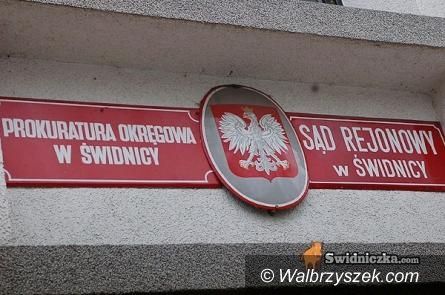 PROKURATURA OKRĘGOWA
W ŚWIDNICY
SĄD REJONOWY
W ŚWIDNICY
Swidniczka.com
© Walbrzyszek.com